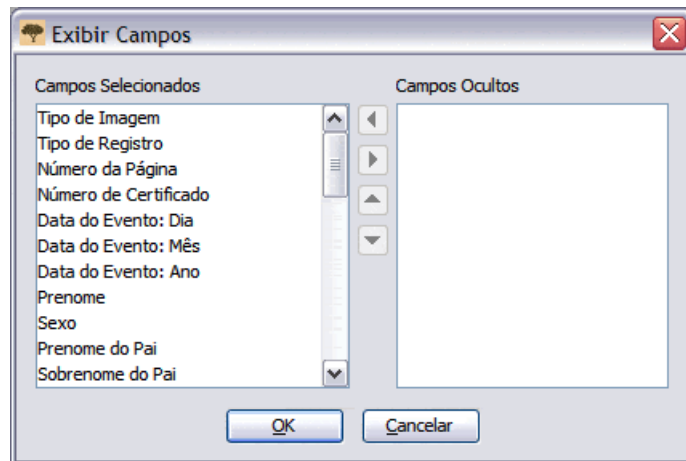 Exibir Campos
Campos Selecionados
Campos Ocultos
Tipo de Imagem
Tipo de Registro
Número da Página
Número de Certificado
Data do Evento: Dia
Data do Evento: Mês
Data do Evento: Ano
Prenome
Sexo
Prenome do Pai
Sobrenome do Pai
OK
Cancelar